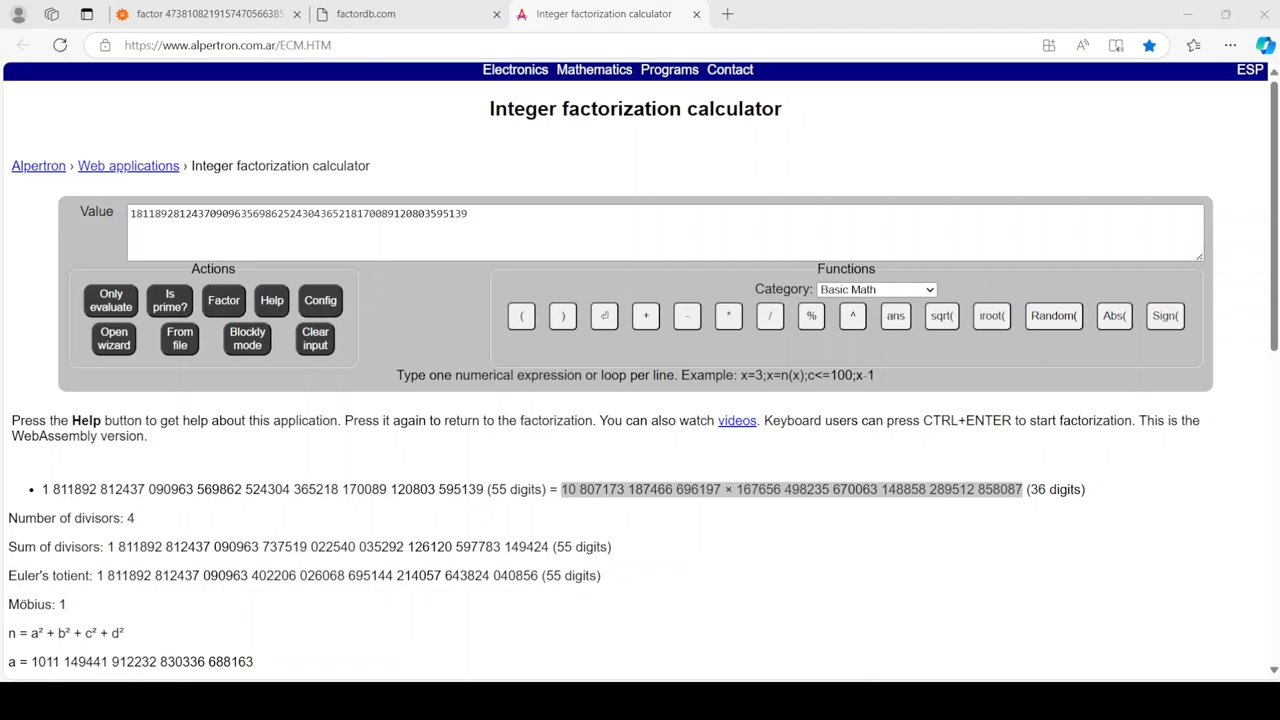 factor 47381082191574705663​85
factordb.com
Integer factorization calculator
https://www.alpertron.com.ar/ECM.HTM
Electronics Mathematics Programs Contact
ESP
Integer factorization calculator
Alpertron › Web applications › Integer factorization calculator
Value
1811892812437090963569862524304365218170089120803595139
Actions
Functions
Category: Basic Math
Only evaluate
Is prime?
Factor
Help
Config
( ) ⏎ + - * / % ^ ans sqrt( iroot( Random( Abs( Sign(
Open wizard
From file
Blockly mode
Clear input
Type one numerical expression or loop per line. Example: x=3;x=n(x);c<=100;x-1
Press the Help button to get help about this application. Press it again to return to the factorization. You can also watch videos. Keyboard users can press CTRL+ENTER to start factorization. This is the
WebAssembly version.
• 1 811892 812437 090963 569862 524304 365218 170089 120803 595139 (55 digits) = 10 807173 187466 696197 × 167656 498235 670063 148858 289512 858087 (36 digits)
Number of divisors: 4
Sum of divisors: 1 811892 812437 090963 737519 022540 035292 126120 597783 149424 (55 digits)
Euler's totient: 1 811892 812437 090963 402206 026068 695144 214057 643824 040856 (55 digits)
Möbius: 1
n = a² + b² + c² + d²
a = 1011 149441 912232 830336 688163